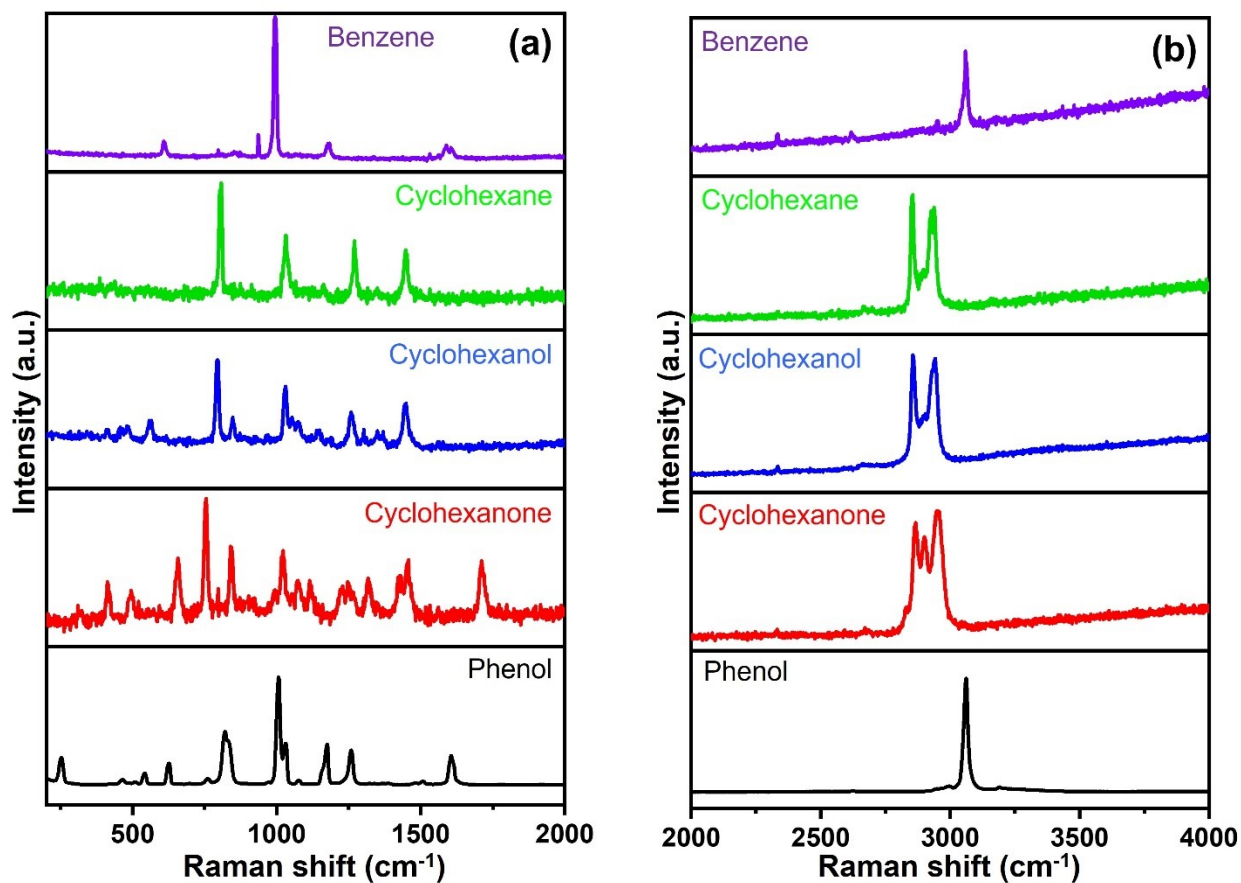 Benzene
(a)
Cyclohexane
Cyclohexanol
Cyclohexanone
Phenol
Intensity (a.u.)
500 1000 1500 2000
Raman shift (cm⁻¹)
Benzene
(b)
Cyclohexane
Cyclohexanol
Cyclohexanone
Phenol
Intensity (a.u.)
2000 2500 3000 3500 4000
Raman shift (cm⁻¹)